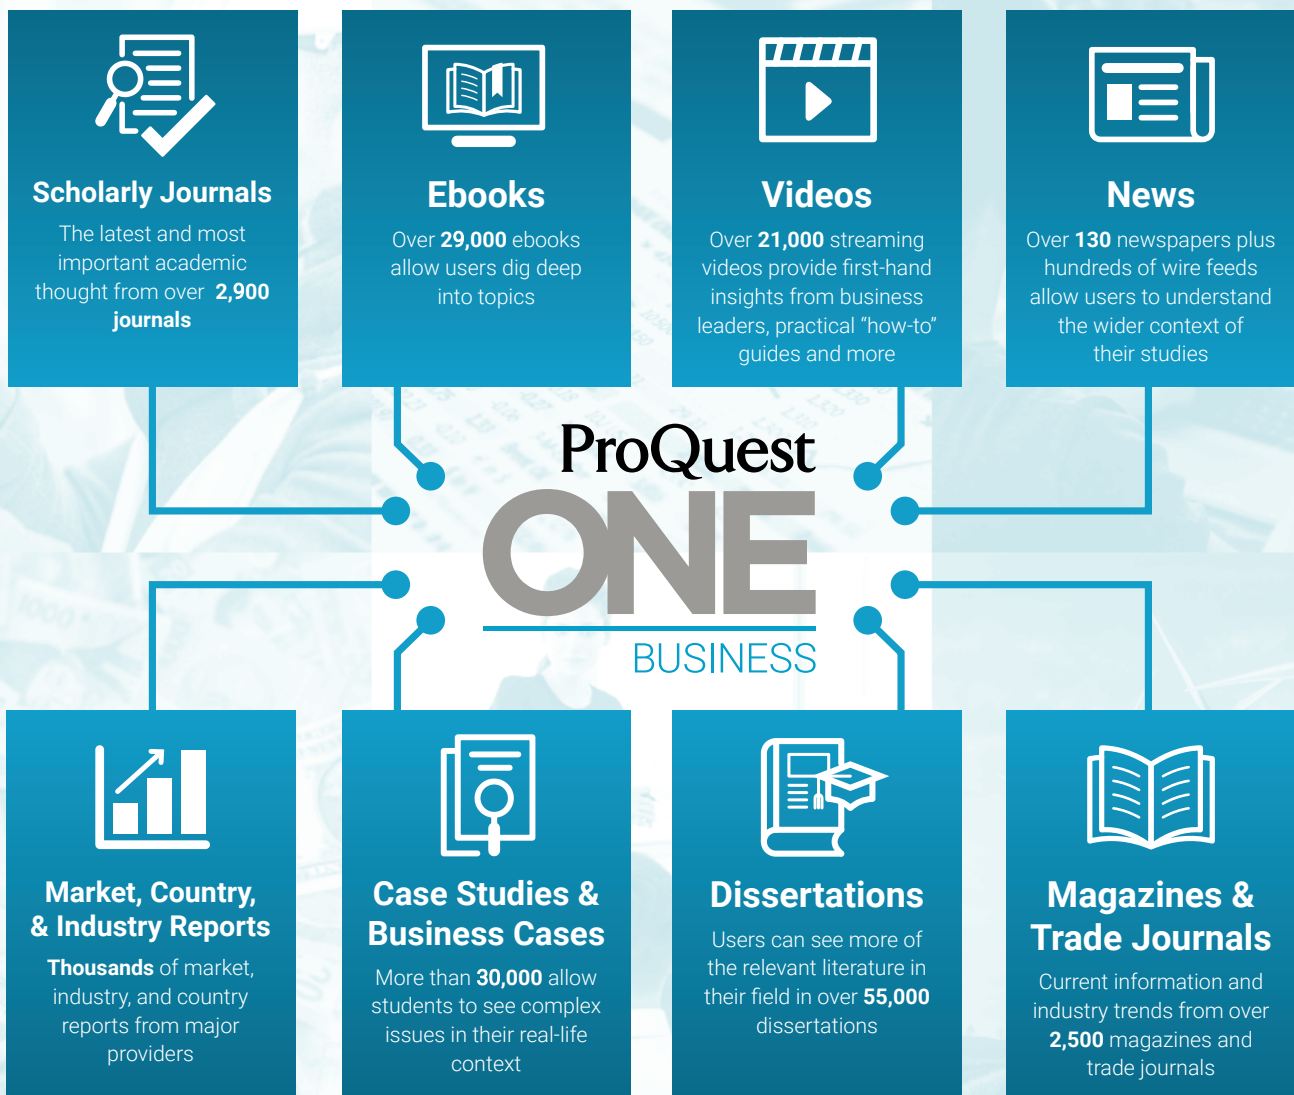 Scholarly Journals
The latest and most
important academic
thought from over 2,900
journals
Ebooks
Over 29,000 ebooks
allow users dig deep
into topics
Videos
Over 21,000 streaming
videos provide first-hand
insights from business
leaders, practical “how-to”
guides and more
News
Over 130 newspapers plus
hundreds of wire feeds
allow users to understand
the wider context of
their studies
ProQuest
ONE
BUSINESS
Market, Country,
& Industry Reports
Thousands of market,
industry, and country
reports from major
providers
Case Studies &
Business Cases
More than 30,000 allow
students to see complex
issues in their real-life
context
Dissertations
Users can see more of
the relevant literature in
their field in over 55,000
dissertations
Magazines &
Trade Journals
Current information and
industry trends from over
2,500 magazines and
trade journals